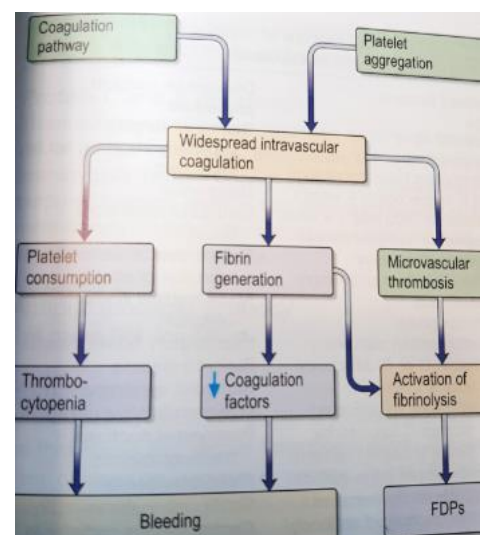 Coagulation
pathway
Platelet
aggregation
Widespread intravascular
coagulation
Platelet
consumption
Fibrin
generation
Microvascular
thrombosis
Thrombo-
cytopenia
Coagulation
factors
Activation of
fibrinolysis
Bleeding
FDPs